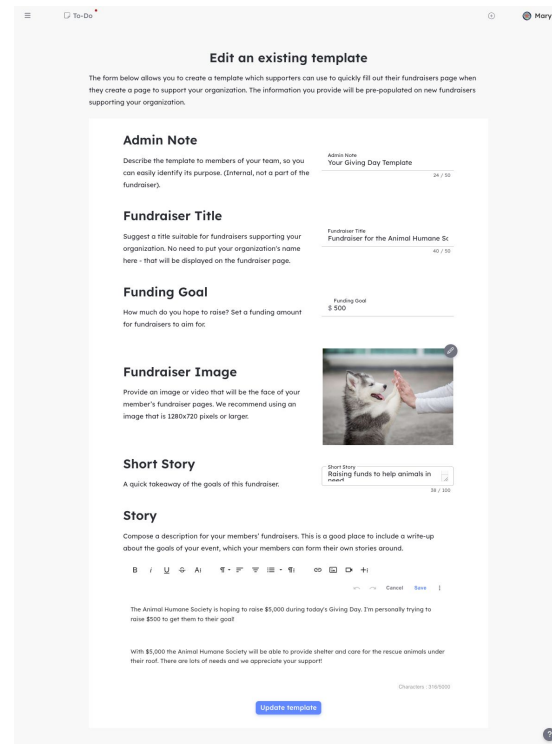 To-Do
Mary
Edit an existing template
The form below allows you to create a template which supporters can use to quickly fill out their fundraisers page when
they create a page to support your organization. The information you provide will be pre-populated on new fundraisers
supporting your organization.
Admin Note
Describe the template to members of your team, so you
can easily identify its purpose. (Internal, not a part of the
fundraiser).
Admin Note
Your Giving Day Template
24 / 50
Fundraiser Title
Suggest a title suitable for fundraisers supporting your
organization. No need to put your organization's name
here - that will be displayed on the fundraiser page.
Fundraiser Title
Fundraiser for the Animal Humane Sc
40 / 50
Funding Goal
How much do you hope to raise? Set a funding amount
for fundraisers to aim for.
Funding Goal
$ 500
Fundraiser Image
Provide an image or video that will be the face of your
member's fundraiser pages. We recommend using an
image that is 1280x720 pixels or larger.
Short Story
A quick takeaway of the goals of this fundraiser.
Short Story
Raising funds to help animals in
need
38 / 100
Story
Compose a description for your members' fundraisers. This is a good place to include a write-up
about the goals of your event, which your members can form their own stories around.
B i U S AI
Cancel Save
The Animal Humane Society is hoping to raise $5,000 during today's Giving Day. I'm personally trying to
raise $500 to get them to their goal!
With $5,000 the Animal Humane Society will be able to provide shelter and care for the rescue animals under
their roof. There are lots of needs and we appreciate your support!
Characters : 310/5000
Update template
?